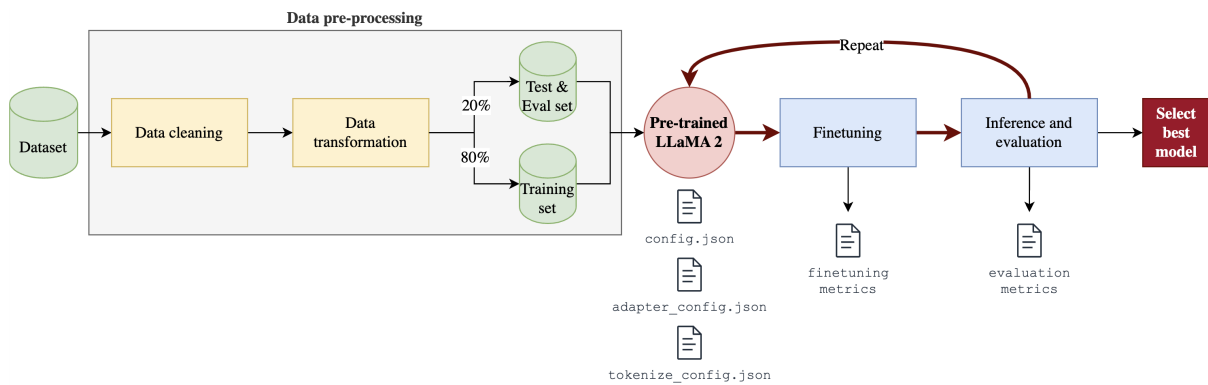 Data pre-processing
Dataset
Data cleaning
Data
transformation
20%
80%
Test &
Eval set
Training
set
Repeat
Pre-trained
LLaMA 2
Finetuning
Inference and
evaluation
Select
best
model
config.json
adapter_config.json
tokenize_config.json
finetuning
metrics
evaluation
metrics